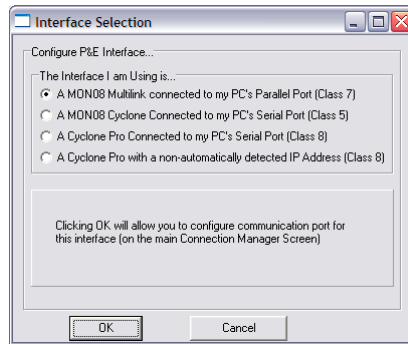 Interface Selection
Configure P&E Interface...
The Interface I am Using is...
A MON08 Multilink connected to my PC's Parallel Port (Class 7)
A MON08 Cyclone Connected to my PC's Serial Port (Class 5)
A Cyclone Pro Connected to my PC's Serial Port (Class 8)
A Cyclone Pro with a non-automatically detected IP Address (Class 8)
Clicking OK will allow you to configure communication port for
this interface (on the main Connection Manager Screen)
OK
Cancel